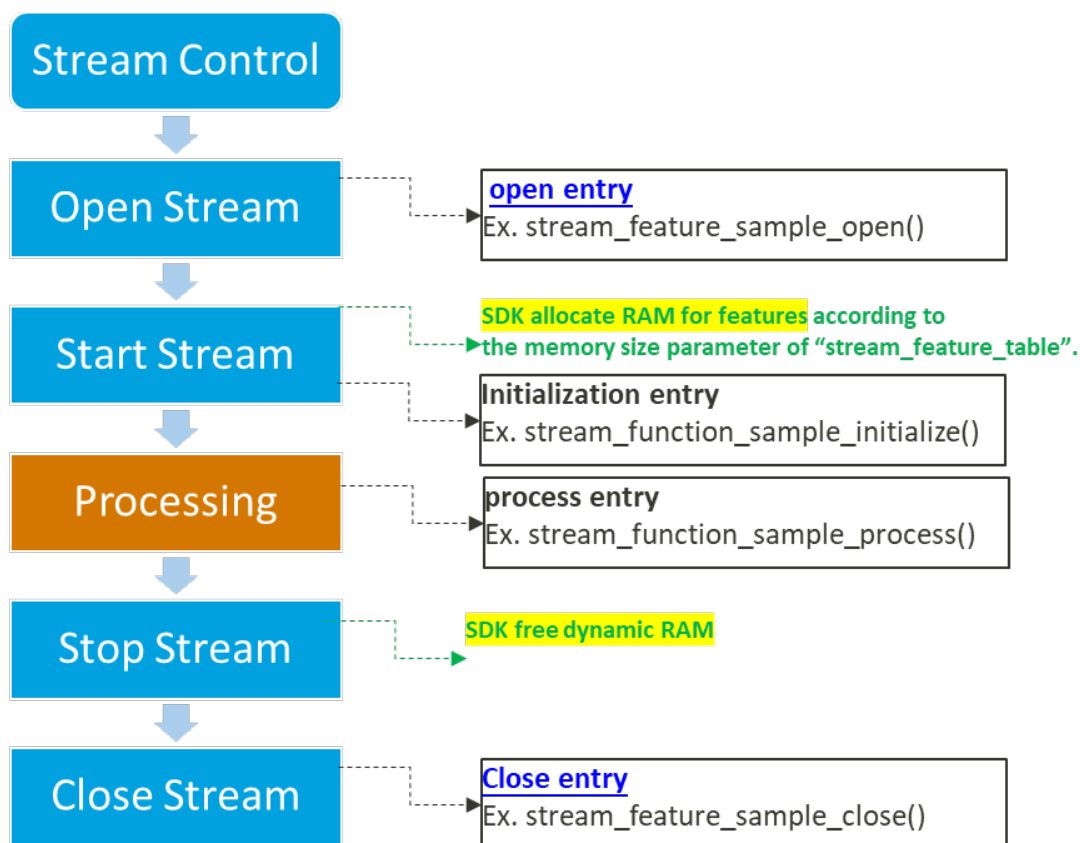 Stream Control
Open Stream
open entry
Ex. stream_feature_sample_open()
Start Stream
SDK allocate RAM for features according to
the memory size parameter of “stream_feature_table”.
Initialization entry
Ex. stream_function_sample_initialize()
Processing
process entry
Ex. stream_function_sample_process()
Stop Stream
SDK free dynamic RAM
Close Stream
Close entry
Ex. stream_feature_sample_close()